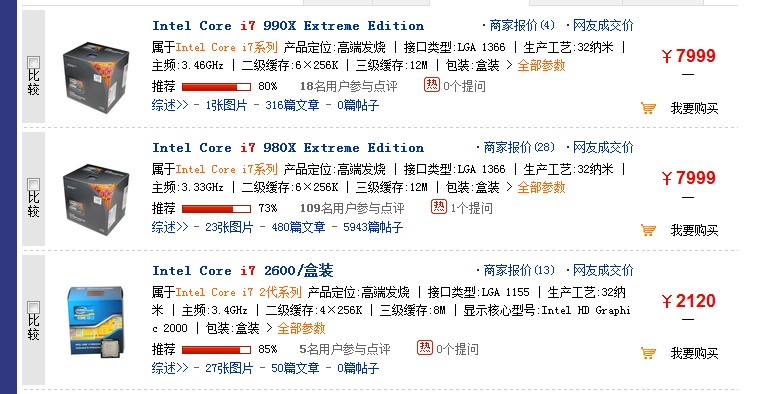 Intel Core i7 990X Extreme Edition ·商家报价(4) ·网友成交价
属于Intel Core i7系列 产品定位:高端发烧 | 接口类型:LGA 1366 | 生产工艺:32纳米 |
主频:3.46GHz | 二级缓存:6×256K | 三级缓存:12M | 包装:盒装 > 全部参数
¥7999
比较
推荐 80% 18名用户参与点评 热 0个提问
综述>> - 1张图片 - 316篇文章 - 0篇帖子
我要购买
Intel Core i7 980X Extreme Edition ·商家报价(28) ·网友成交价
属于Intel Core i7系列 产品定位:高端发烧 | 接口类型:LGA 1366 | 生产工艺:32纳米 |
主频:3.33GHz | 二级缓存:6×256K | 三级缓存:12M | 包装:盒装 > 全部参数
¥7999
比较
推荐 73% 109名用户参与点评 热 1个提问
综述>> - 23张图片 - 480篇文章 - 5943篇帖子
我要购买
Intel Core i7 2600/盒装 ·商家报价(13) ·网友成交价
属于Intel Core i7 2代系列 产品定位:高端发烧 | 接口类型:LGA 1155 | 生产工艺:32纳
米 | 主频:3.4GHz | 二级缓存:4×256K | 三级缓存:8M | 显示核心型号:Intel HD Graphi
c 2000 | 包装:盒装 > 全部参数
¥2120
比较
推荐 85% 5名用户参与点评 热 0个提问
综述>> - 27张图片 - 50篇文章 - 0篇帖子
我要购买